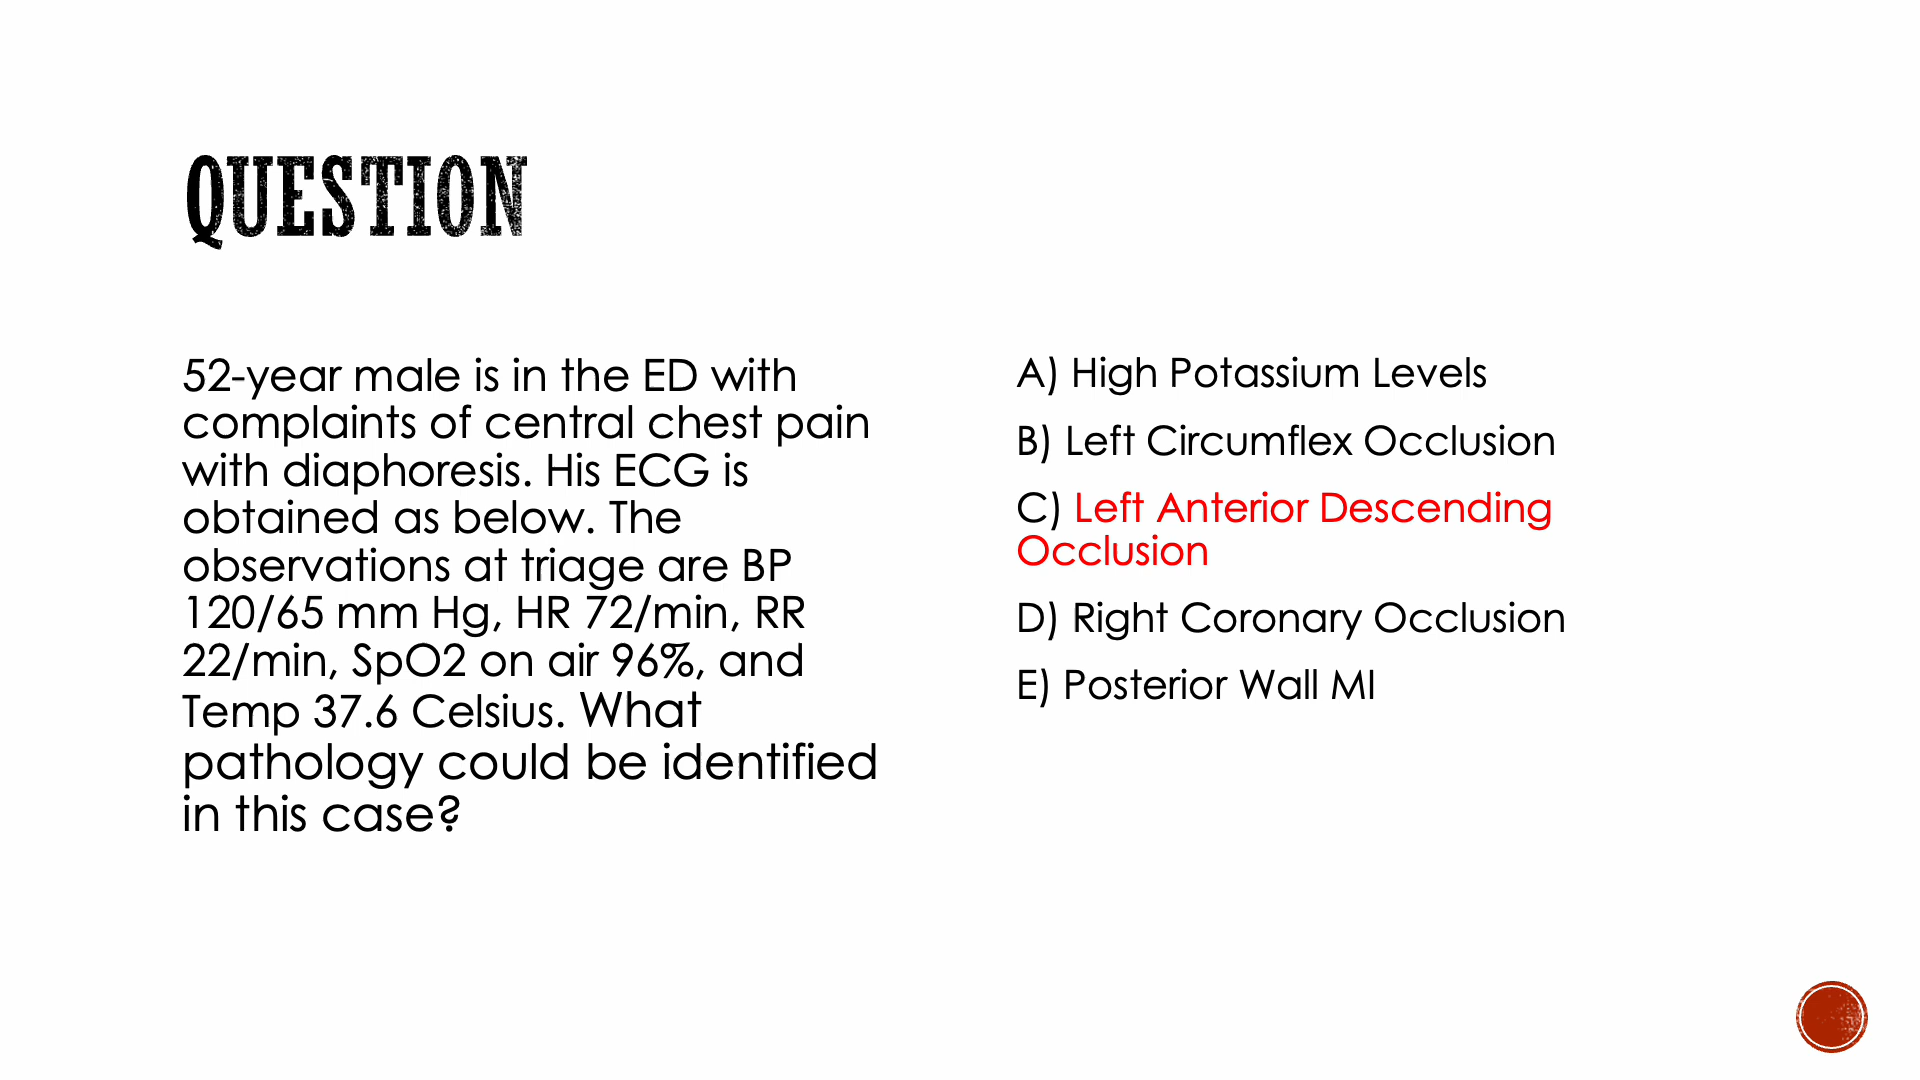 QUESTION
52-year male is in the ED with
complaints of central chest pain
with diaphoresis. His ECG is
obtained as below. The
observations at triage are BP
120/65 mm Hg, HR 72/min, RR
22/min, SpO2 on air 96%, and
Temp 37.6 Celsius. What
pathology could be identified
in this case?
A) High Potassium Levels
B) Left Circumflex Occlusion
C) Left Anterior Descending
Occlusion
D) Right Coronary Occlusion
E) Posterior Wall MI